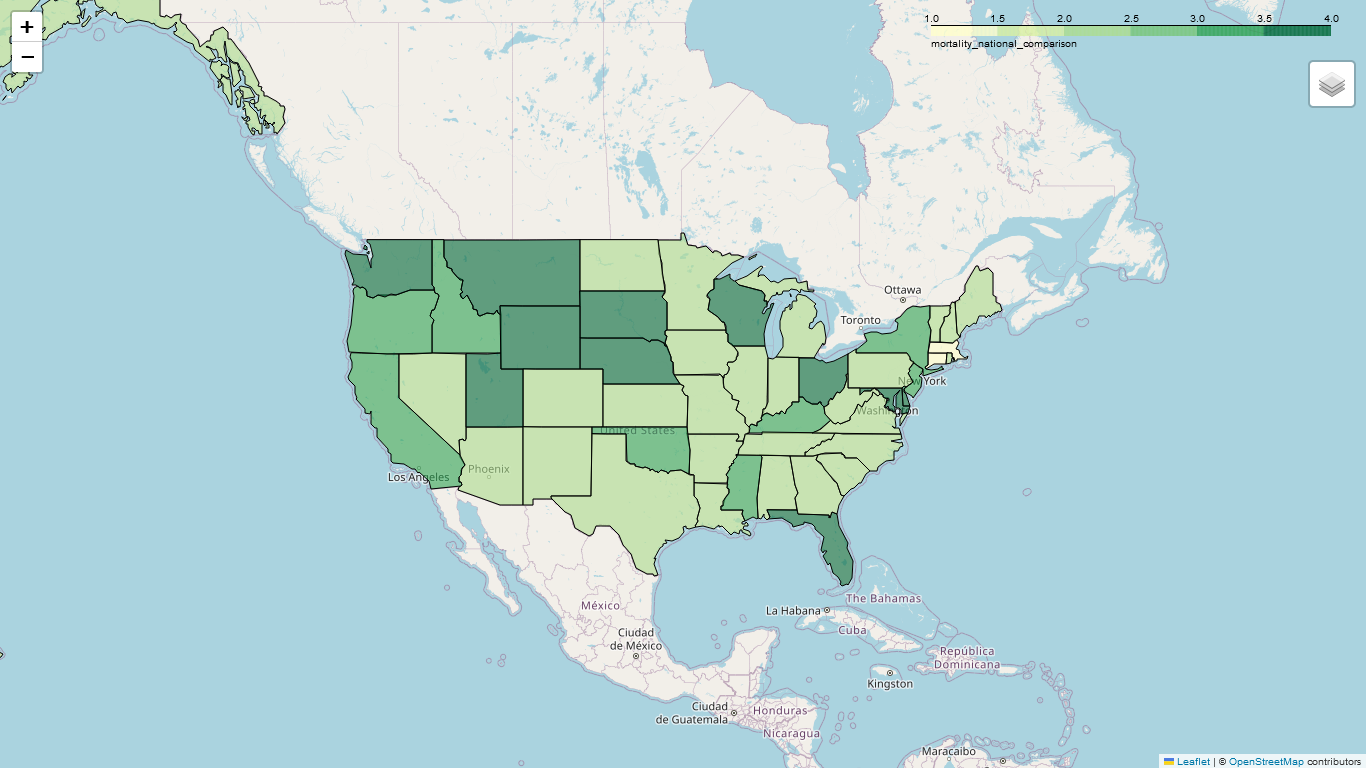 +
−
1.0 1.5 2.0 2.5 3.0 3.5 4.0
mortality_national_comparison
Ottawa
Toronto
New York
Washington
United States
Phoenix
Los Angeles
The Bahamas
La Habana
México
Cuba
Ciudad
de México
República
Dominicana
Kingston
Ciudad
de Guatemala
Honduras
Nicaragua
Maracaibo
Leaflet | © OpenStreetMap contributors